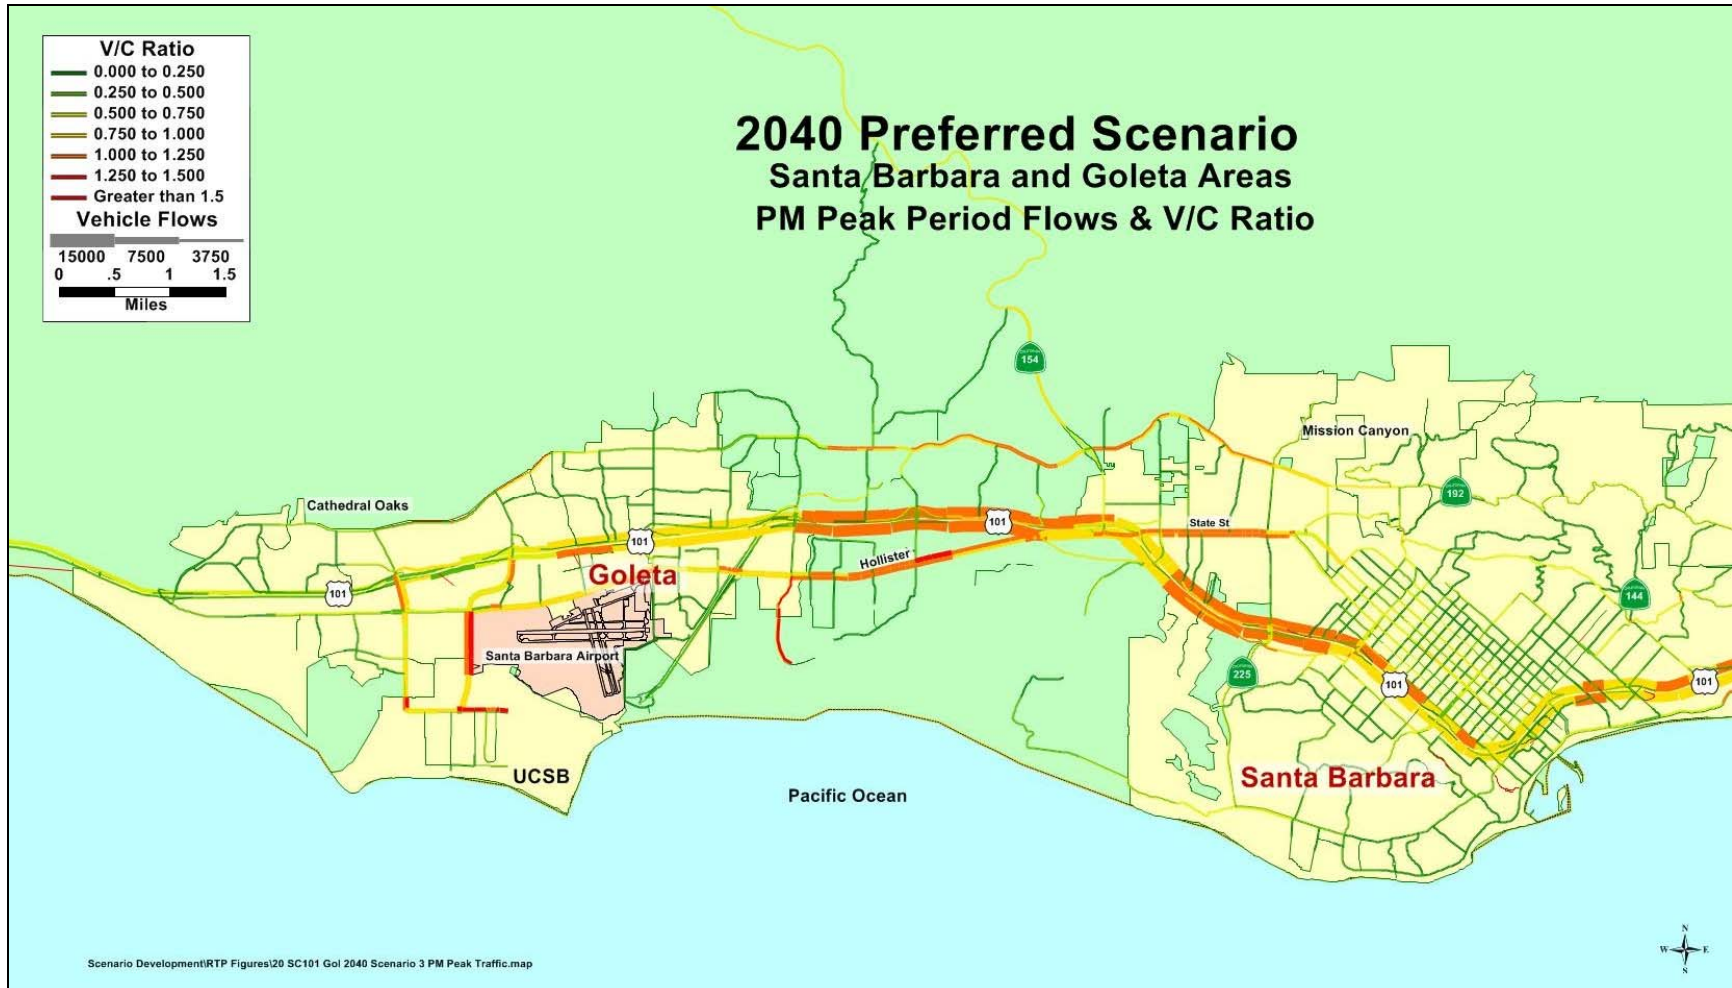 V/C Ratio
0.000 to 0.250
0.250 to 0.500
0.500 to 0.750
0.750 to 1.000
1.000 to 1.250
1.250 to 1.500
Greater than 1.5
Vehicle Flows
15000 7500 3750
0 .5 1 1.5
Miles
2040 Preferred Scenario
Santa Barbara and Goleta Areas
PM Peak Period Flows & V/C Ratio
154
Mission Canyon
192
Cathedral Oaks
101
State St
101
Hollister
Goleta
101
144
Santa Barbara Airport
225
101
101
UCSB
Santa Barbara
Pacific Ocean
N
W E
S
Scenario Development\RTP Figures\20 SC101 Gol 2040 Scenario 3 PM Peak Traffic.map